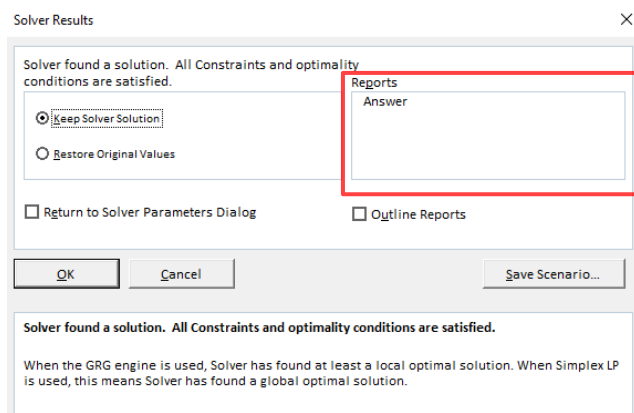 Solver Results
Solver found a solution.  All Constraints and optimality
conditions are satisfied.
Reports
Answer
Keep Solver Solution
Restore Original Values
Return to Solver Parameters Dialog
Outline Reports
OK
Cancel
Save Scenario...
Solver found a solution.  All Constraints and optimality conditions are satisfied.
When the GRG engine is used, Solver has found at least a local optimal solution. When Simplex LP
is used, this means Solver has found a global optimal solution.